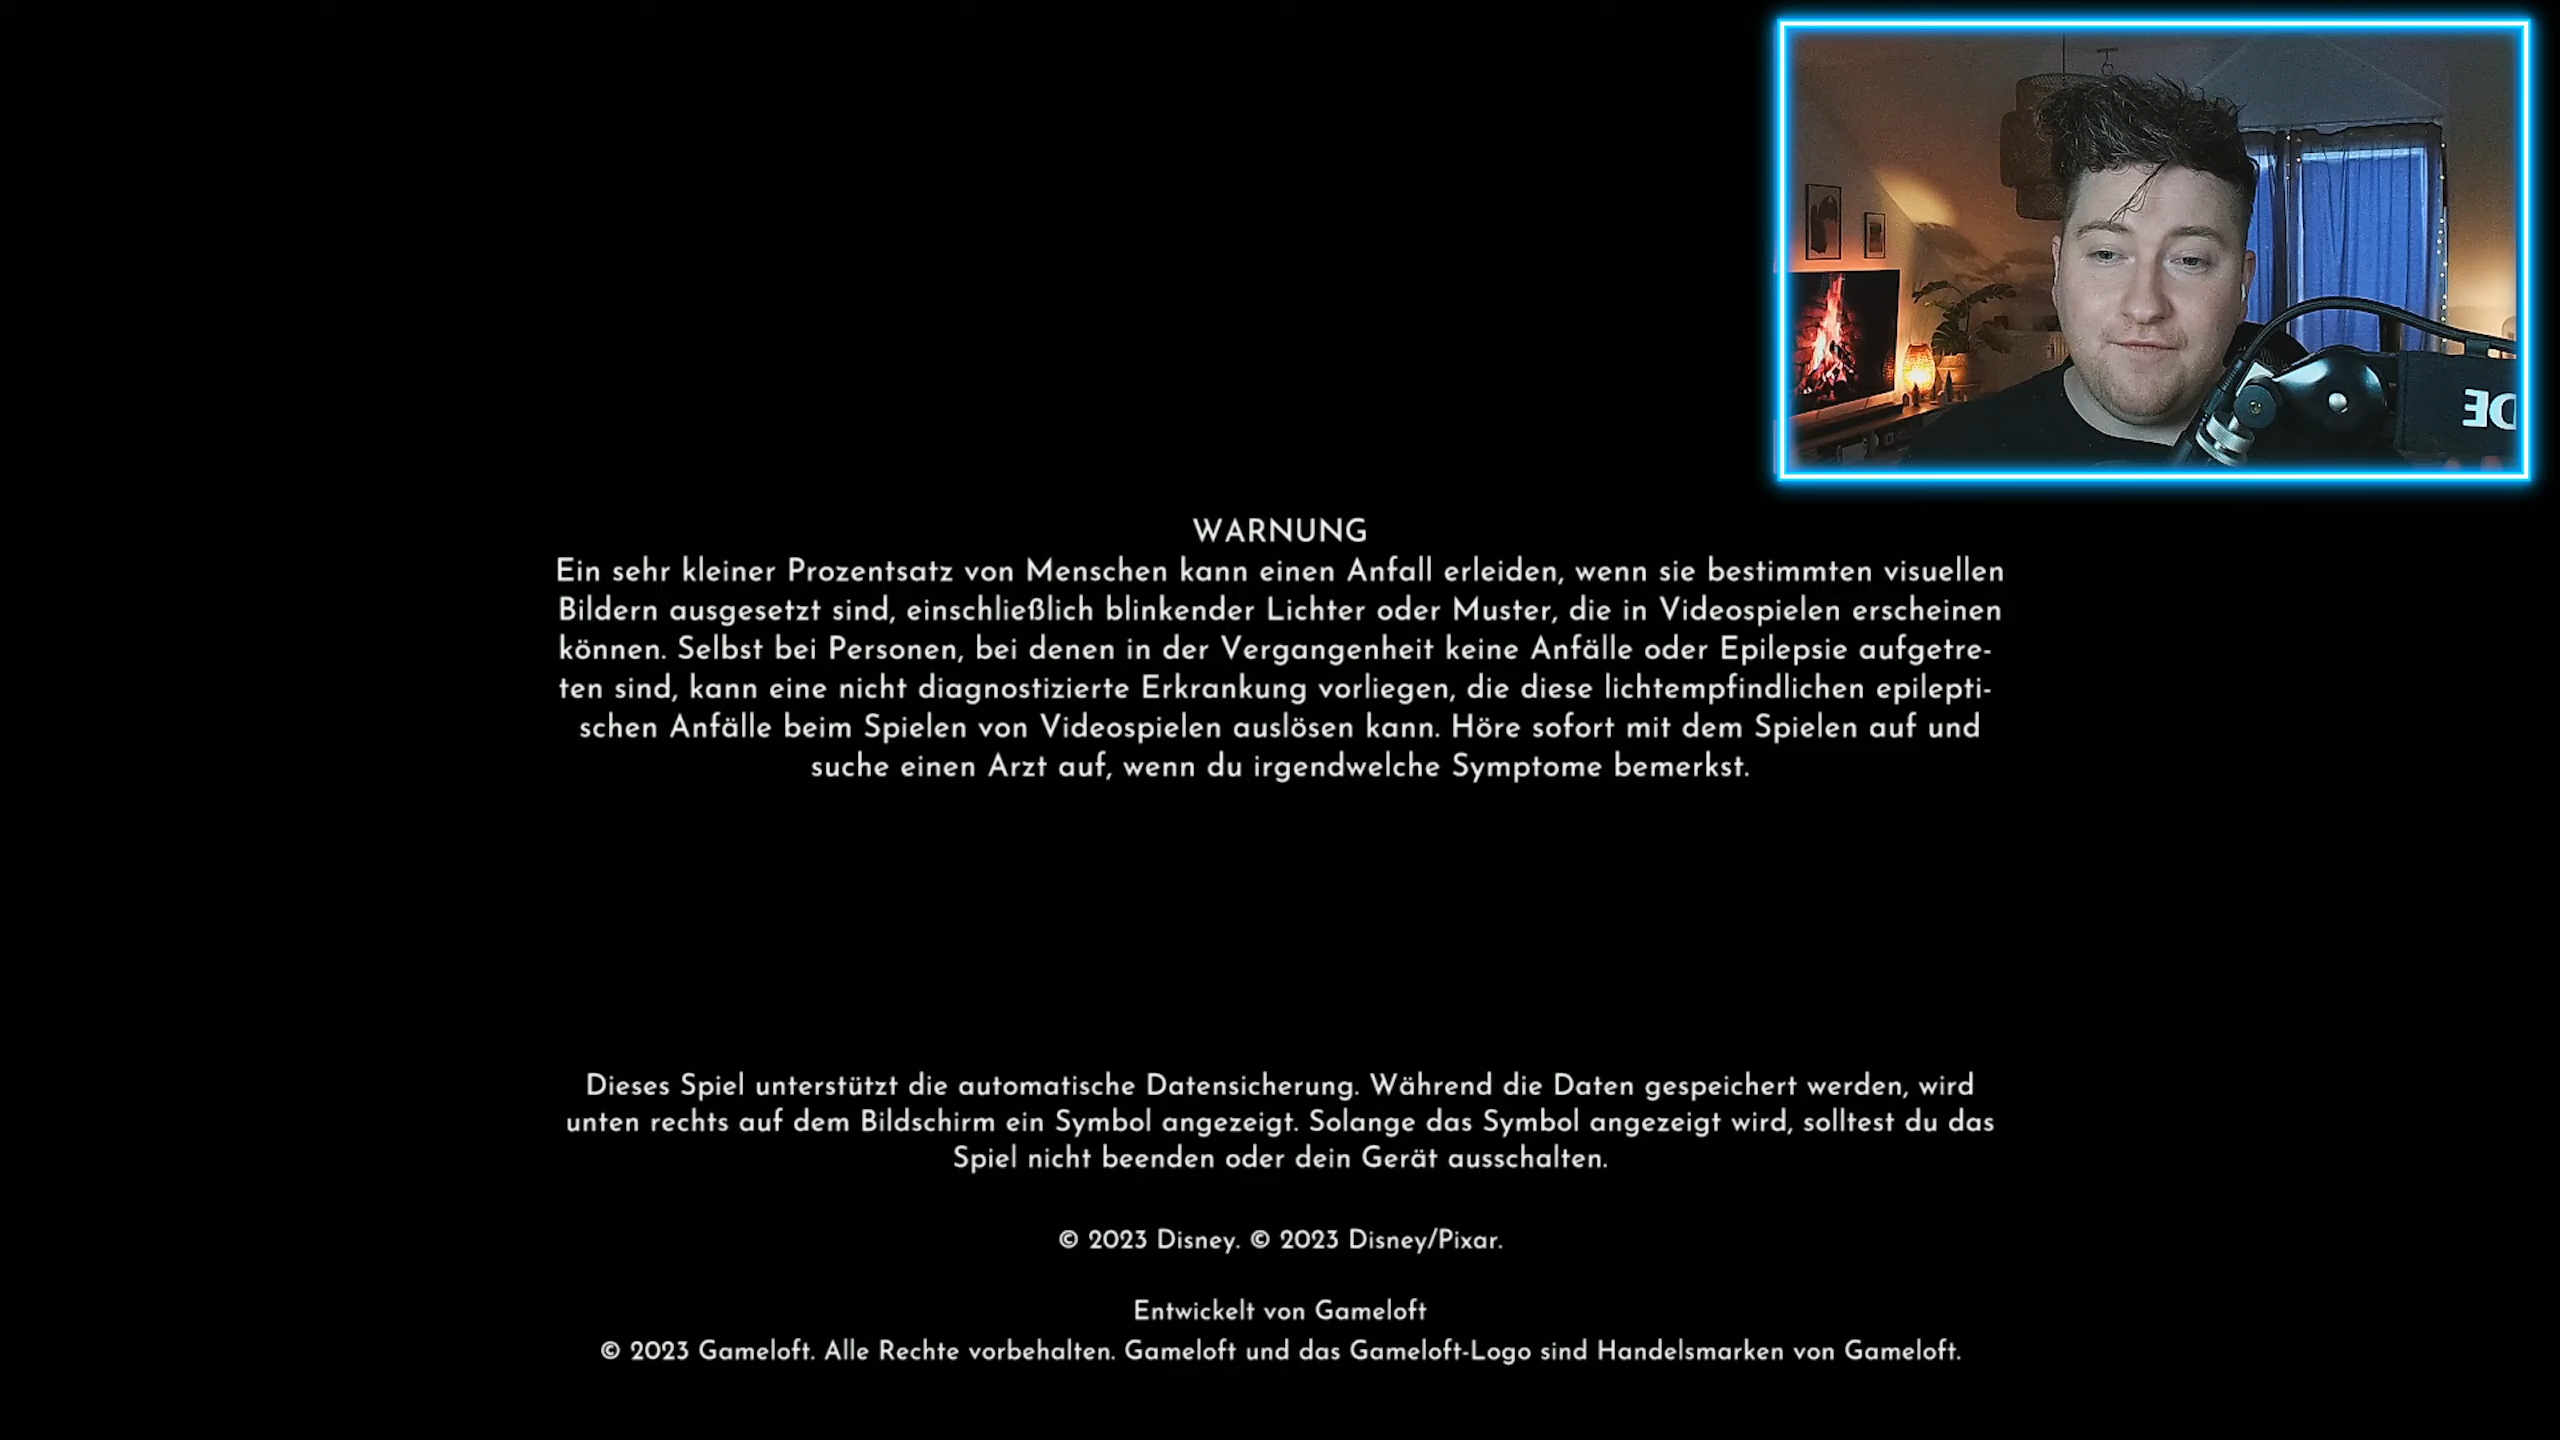 WARNUNG
Ein sehr kleiner Prozentsatz von Menschen kann einen Anfall erleiden, wenn sie bestimmten visuellen
Bildern ausgesetzt sind, einschließlich blinkender Lichter oder Muster, die in Videospielen erscheinen
können. Selbst bei Personen, bei denen in der Vergangenheit keine Anfälle oder Epilepsie aufgetre-
ten sind, kann eine nicht diagnostizierte Erkrankung vorliegen, die diese lichtempfindlichen epilepti-
schen Anfälle beim Spielen von Videospielen auslösen kann. Höre sofort mit dem Spielen auf und
suche einen Arzt auf, wenn du irgendwelche Symptome bemerkst.
Dieses Spiel unterstützt die automatische Datensicherung. Während die Daten gespeichert werden, wird
unten rechts auf dem Bildschirm ein Symbol angezeigt. Solange das Symbol angezeigt wird, solltest du das
Spiel nicht beenden oder dein Gerät ausschalten.
© 2023 Disney. © 2023 Disney/Pixar.
Entwickelt von Gameloft
© 2023 Gameloft. Alle Rechte vorbehalten. Gameloft und das Gameloft-Logo sind Handelsmarken von Gameloft.